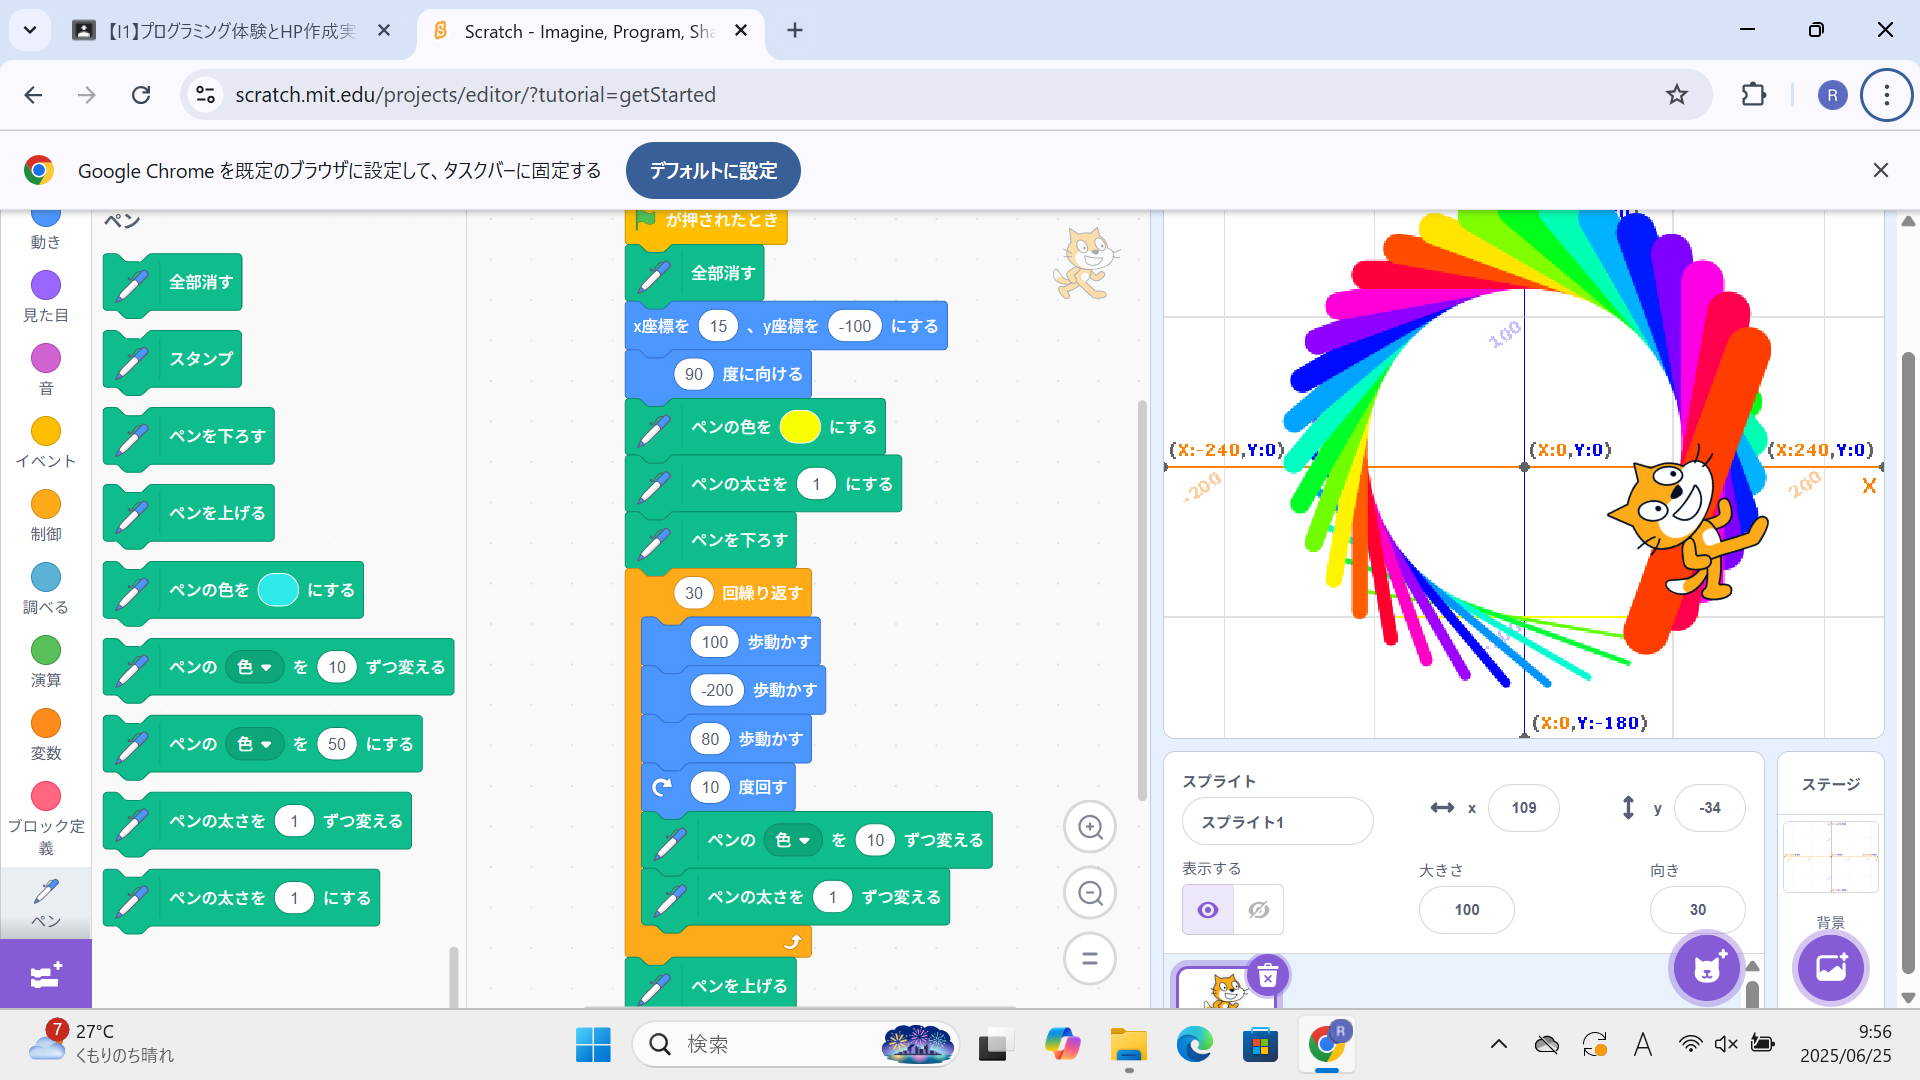 【I1】プログラミング体験とHP作成実
Scratch - Imagine, Program, Sha
scratch.mit.edu/projects/editor/?tutorial=getStarted
R
Google Chrome を既定のブラウザに設定して、タスクバーに固定する
デフォルトに設定
動き
見た目
音
イベント
制御
調べる
演算
変数
ブロック定
義
ペン
ペン
全部消す
スタンプ
ペンを下ろす
ペンを上げる
ペンの色を にする
ペンの 色 を 10 ずつ変える
ペンの 色 を 50 にする
ペンの太さを 1 ずつ変える
ペンの太さを 1 にする
が押されたとき
全部消す
x座標を 15 、y座標を -100 にする
90 度に向ける
ペンの色を にする
ペンの太さを 1 にする
ペンを下ろす
30 回繰り返す
100 歩動かす
-200 歩動かす
80 歩動かす
10 度回す
ペンの 色 を 10 ずつ変える
ペンの太さを 1 ずつ変える
ペンを上げる
100
(X:-240,Y:0)
(X:0,Y:0)
(X:240,Y:0)
-200
200
X
(X:0,Y:-180)
スプライト
スプライト1
x 109
y -34
表示する
大きさ
100
向き
30
ステージ
背景
7
27°C
くもりのち晴れ
検索
R
A
9:56
2025/06/25